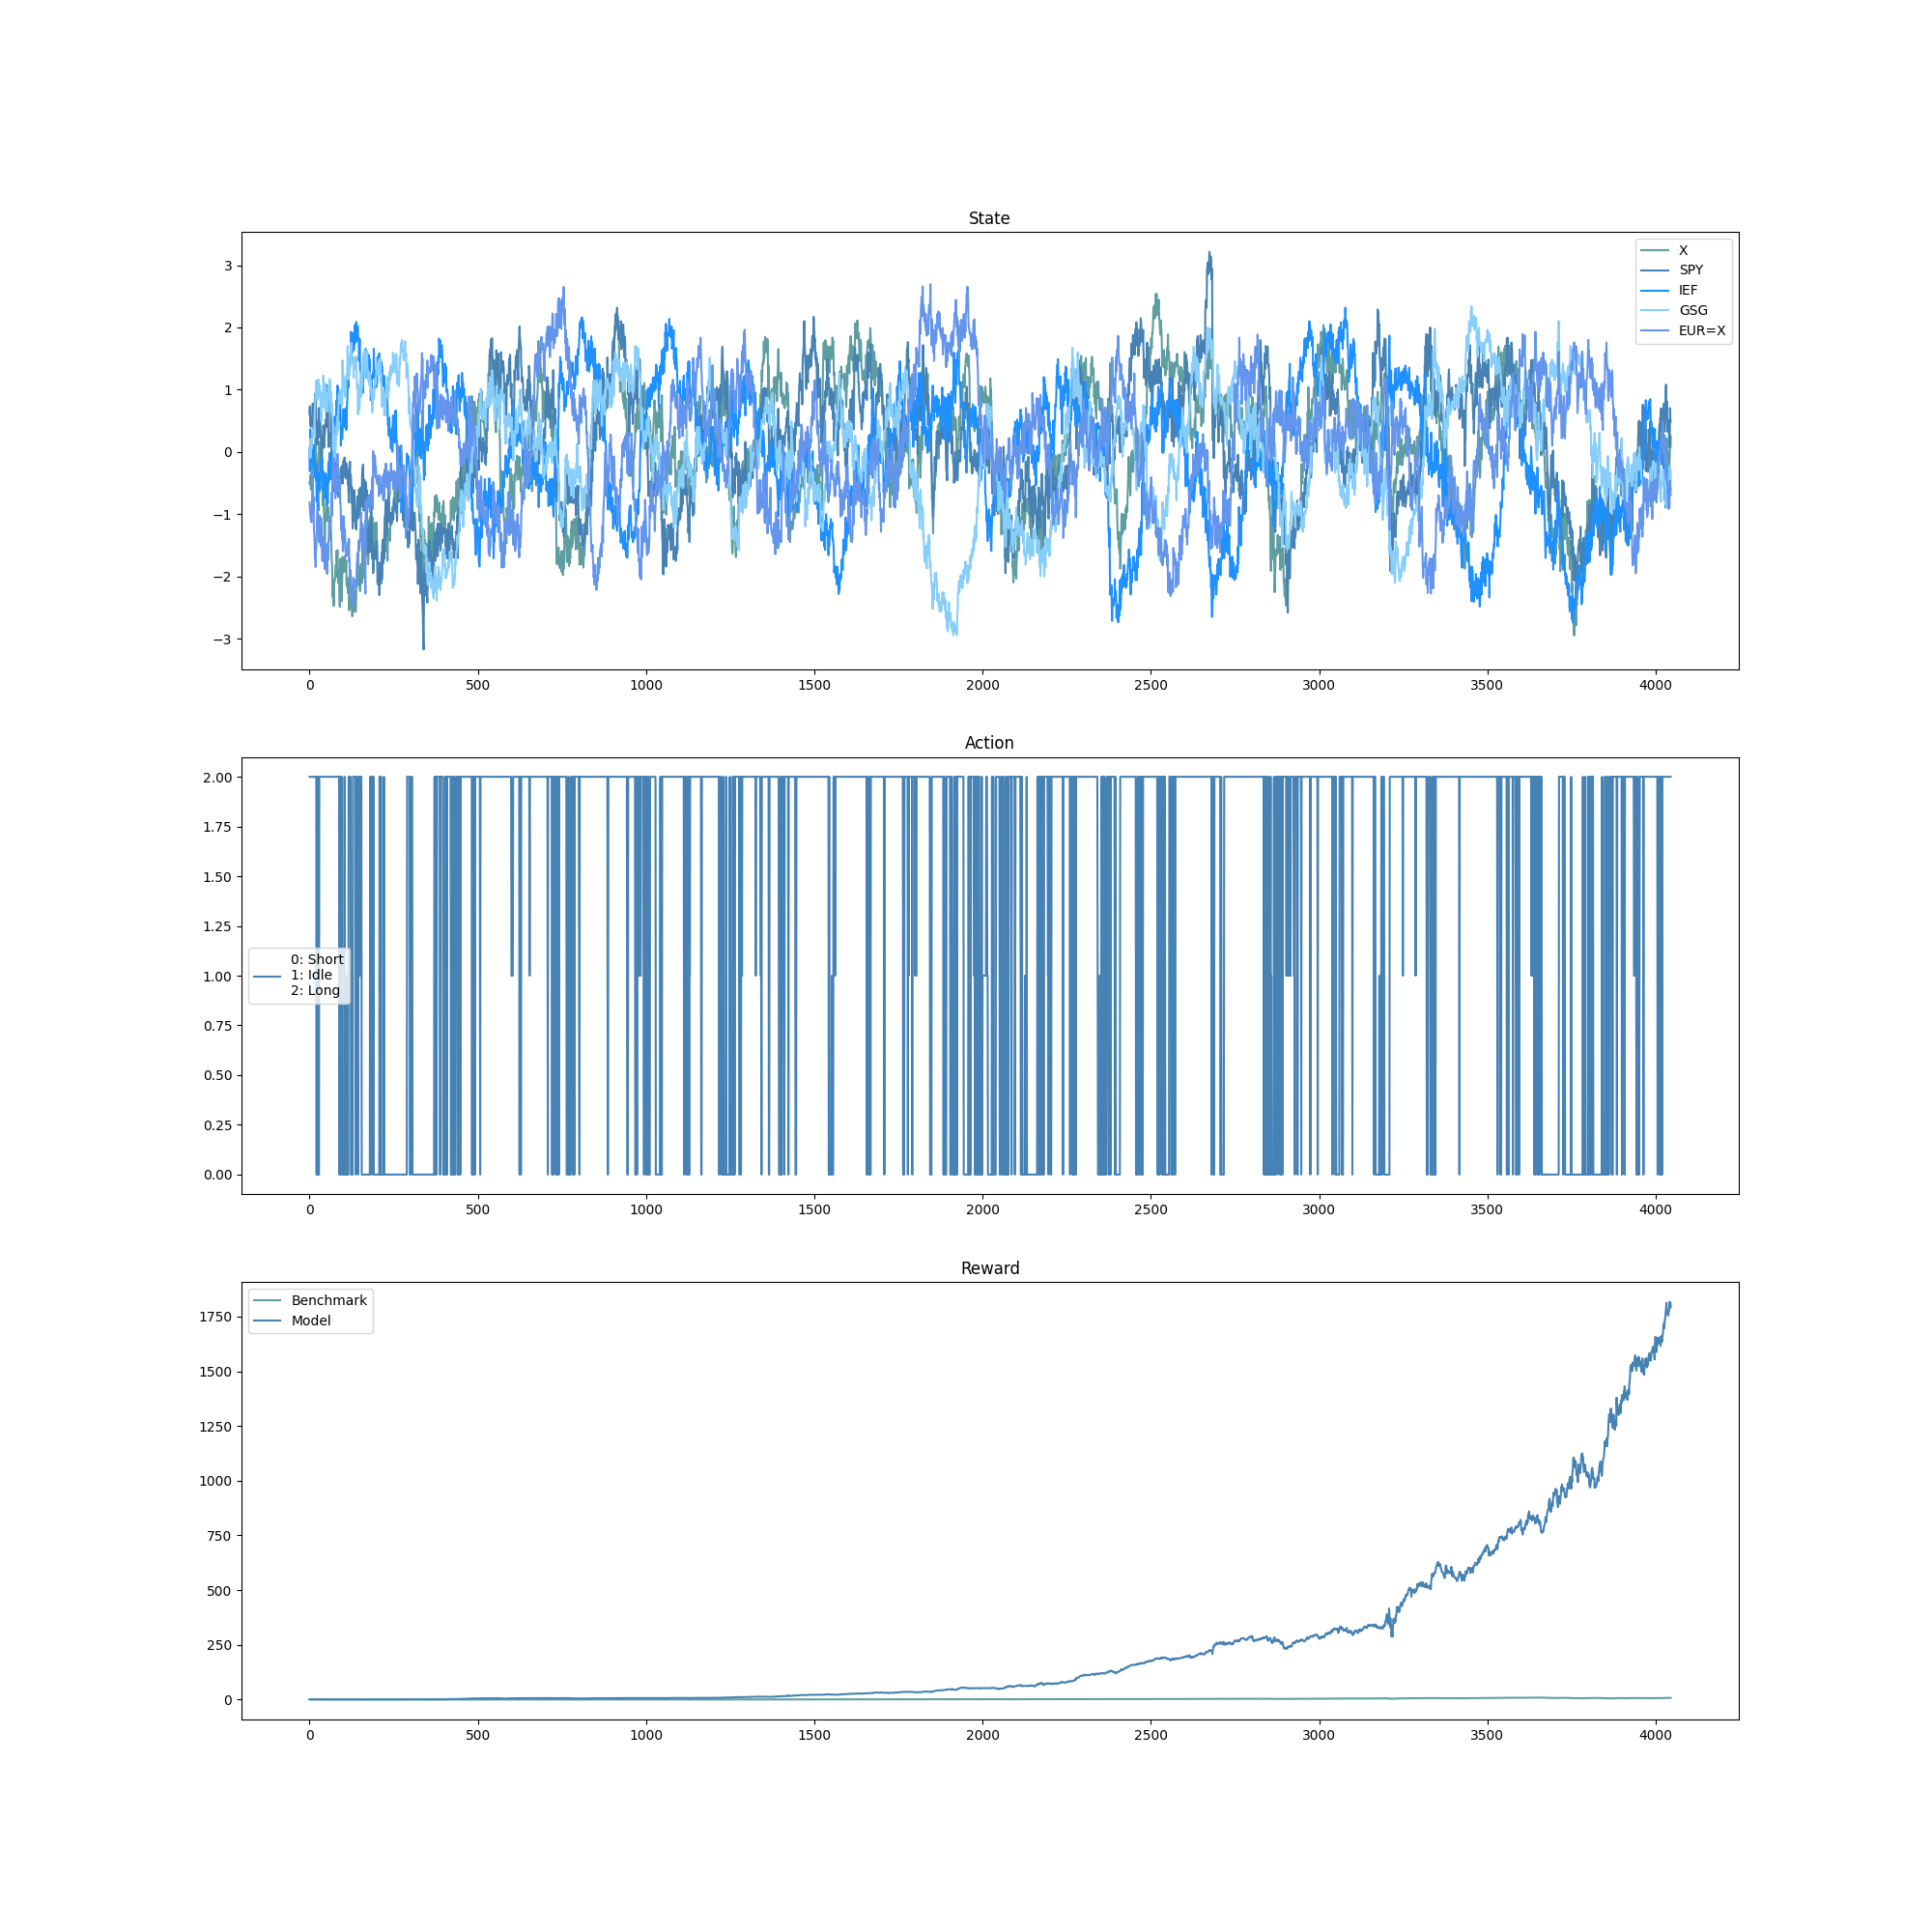 State
3
2
1
0
−1
−2
−3
X
SPY
IEF
GSG
EUR=X
0 500 1000 1500 2000 2500 3000 3500 4000
Action
2.00
1.75
1.50
1.25
1.00
0.75
0.50
0.25
0.00
0: Short
1: Idle
2: Long
0 500 1000 1500 2000 2500 3000 3500 4000
Reward
Benchmark
Model
1750
1500
1250
1000
750
500
250
0
0 500 1000 1500 2000 2500 3000 3500 4000